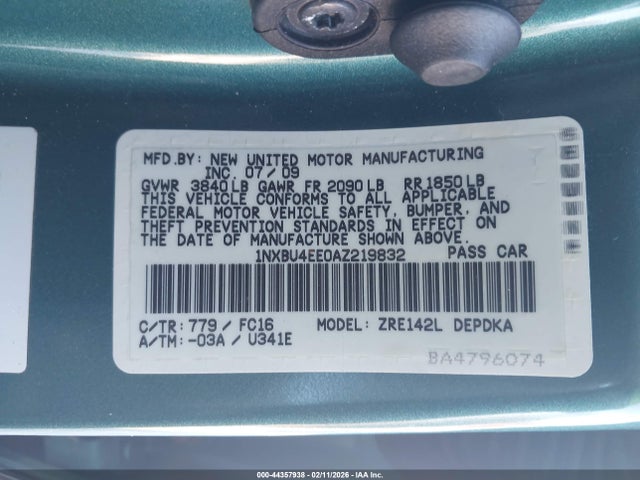 MFD.BY: NEW UNITED MOTOR MANUFACTURING
INC. 07/09
GVWR 3840LB GAWR FR 2090LB RR 1850LB
THIS VEHICLE CONFORMS TO ALL APPLICABLE
FEDERAL MOTOR VEHICLE SAFETY, BUMPER, AND
THEFT PREVENTION STANDARDS IN EFFECT ON
THE DATE OF MANUFACTURE SHOWN ABOVE.
1NXBU4EE0AZ219832 PASS CAR
C/TR: 779 / FC16 MODEL: ZRE142L DEPDKA
A/TM: -03A / U341E
BA4796074
000-44357938 - 02/11/2026 - IAA Inc.